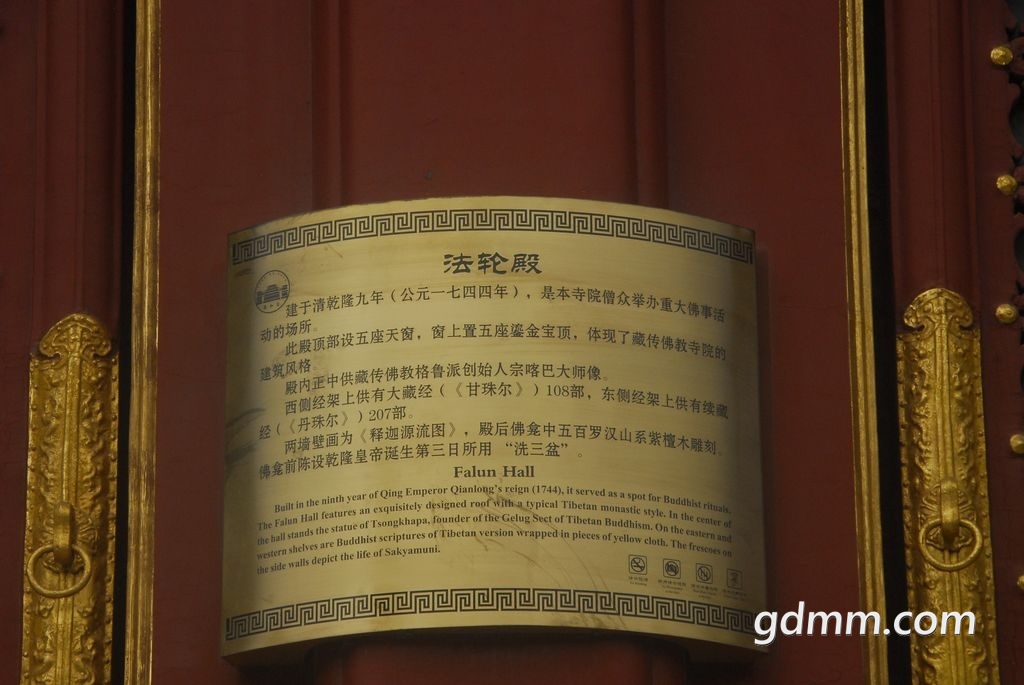 法轮殿
建于清乾隆九年（公元一七四四年），是本寺院僧众举办重大佛事活
动的场所。
此殿顶部设五座天窗，窗上置五座鎏金宝顶，体现了藏传佛教寺院的
建筑风格。
殿内正中供藏传佛教格鲁派创始人宗喀巴大师像。
西侧经架上供有大藏经（《甘珠尔》）108部，东侧经架上供有续藏
经（《丹珠尔》）207部。
两墙壁画为《释迦源流图》，殿后佛龛中五百罗汉山系紫檀木雕刻。
佛龛前陈设乾隆皇帝诞生第三日所用“洗三盆”。
Falun Hall
Built in the ninth year of Qing Emperor Qianlong's reign (1744), it served as a spot for Buddhist rituals.
The Falun Hall features an exquisitely designed roof with a typical Tibetan monastic style. In the center of
the hall stands the statue of Tsongkhapa, founder of the Gelug Sect of Tibetan Buddhism. On the eastern and
western shelves are Buddhist scriptures of Tibetan version wrapped in pieces of yellow cloth. The frescoes on
the side walls depict the life of Sakyamuni.
gdmm.com